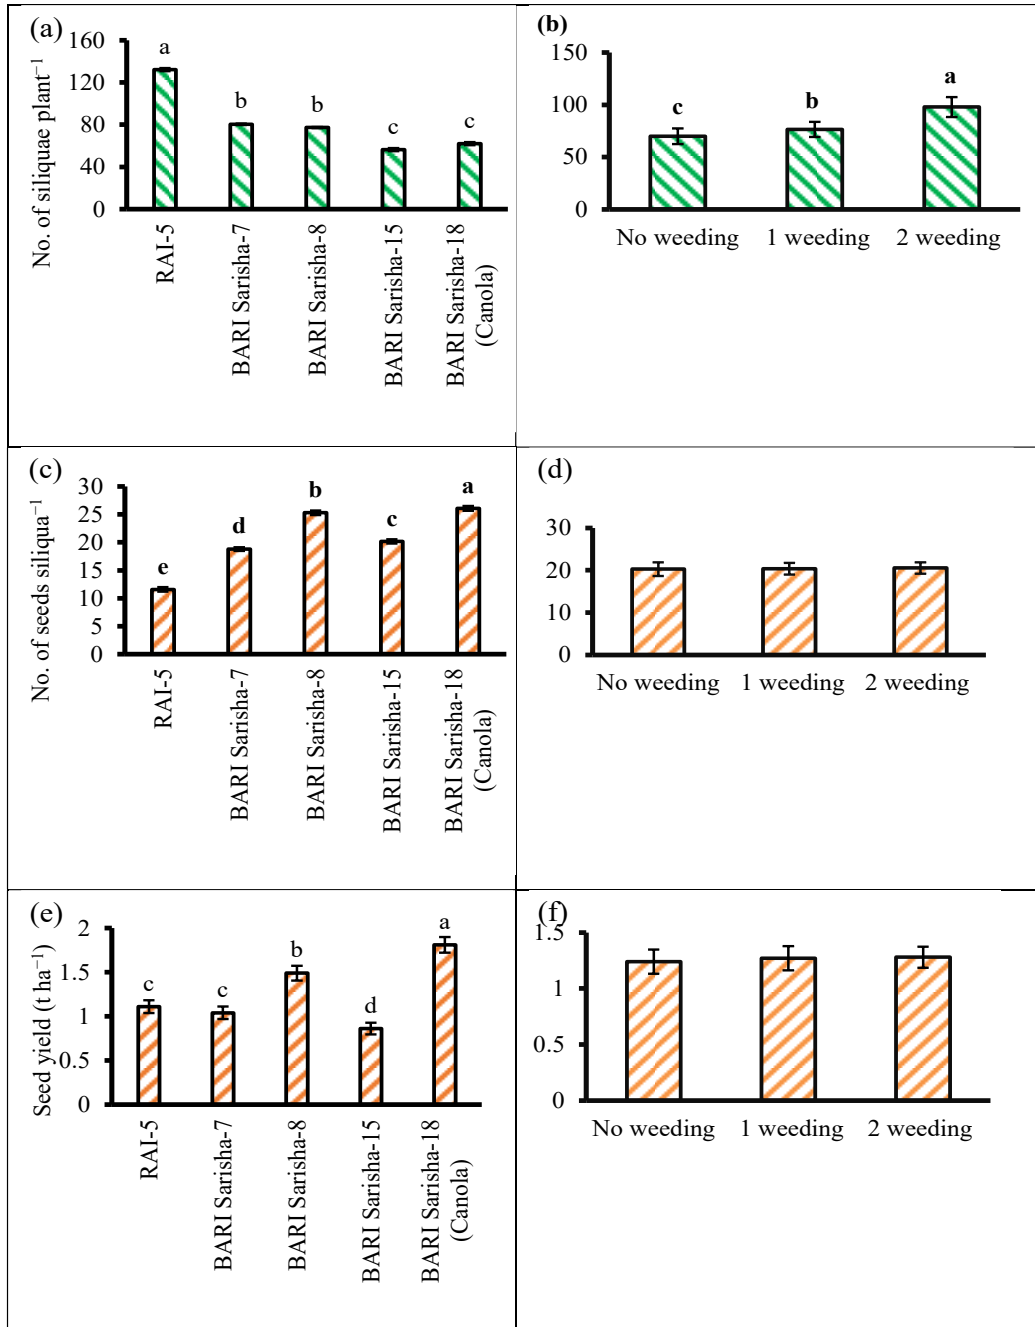 (a)
No. of siliquae plant⁻¹
160
120
80
40
0
a
b
b
c
c
RAI-5
BARI Sarisha-7
BARI Sarisha-8
BARI Sarisha-15
BARI Sarisha-18
(Canola)
(b)
150
100
50
0
c
b
a
No weeding
1 weeding
2 weeding
(c)
No. of seeds siliqua⁻¹
30
25
20
15
10
5
0
e
d
b
c
a
RAI-5
BARI Sarisha-7
BARI Sarisha-8
BARI Sarisha-15
BARI Sarisha-18
(Canola)
(d)
30
20
10
0
No weeding
1 weeding
2 weeding
(e)
Seed yield (t ha⁻¹)
2
1.5
1
0.5
0
c
c
b
d
a
RAI-5
BARI Sarisha-7
BARI Sarisha-8
BARI Sarisha-15
BARI Sarisha-18
(Canola)
(f)
1.5
1
0.5
0
No weeding
1 weeding
2 weeding